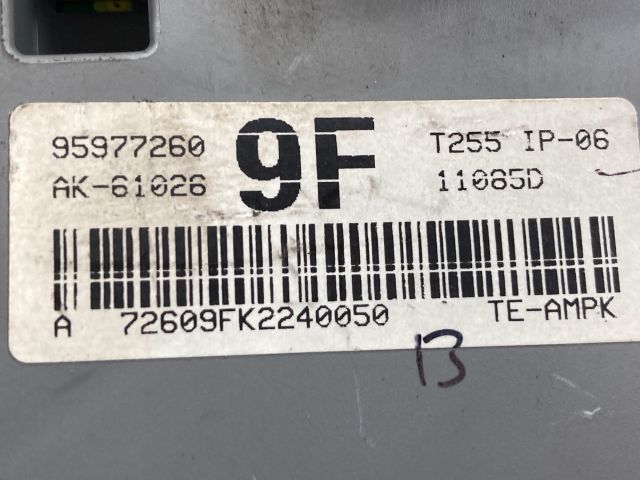 95977260 9F T255 IP-06
AK-61026 11085D
A 72609FK2240050 TE-AMPK
13